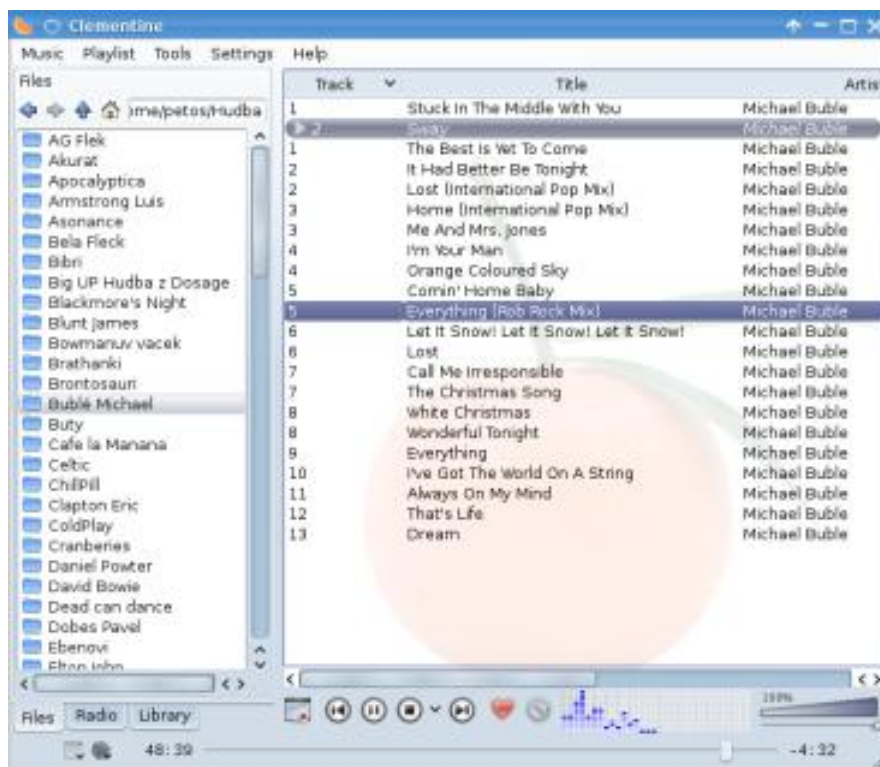 Clementine
Music Playlist Tools Settings Help
Files
ome/petos/Hudba
AG Flek
Akurat
Apocalyptica
Armstrong Luis
Asonance
Bela Fleck
Bibri
Big UP Hudba z Dosage
Blackmore's Night
Blunt James
Bowmanuv vacek
Brathanki
Brontosauri
Bublé Michael
Buty
Cafe la Manana
Celtic
ChillPill
Clapton Eric
ColdPlay
Cranberies
Daniel Powter
David Bowie
Dead can dance
Dobes Pavel
Ebenovi
Elton John
Files Radio Library
Track Title Artis
1 Stuck In The Middle With You Michael Buble
2 Sway Michael Buble
1 The Best Is Yet To Come Michael Buble
2 It Had Better Be Tonight Michael Buble
2 Lost (International Pop Mix) Michael Buble
3 Home (International Pop Mix) Michael Buble
3 Me And Mrs. Jones Michael Buble
4 I'm Your Man Michael Buble
4 Orange Coloured Sky Michael Buble
5 Comin' Home Baby Michael Buble
5 Everything (Rob Rock Mix) Michael Buble
6 Let It Snow! Let It Snow! Let It Snow! Michael Buble
6 Lost Michael Buble
7 Call Me Irresponsible Michael Buble
7 The Christmas Song Michael Buble
8 White Christmas Michael Buble
8 Wonderful Tonight Michael Buble
9 Everything Michael Buble
10 I've Got The World On A String Michael Buble
11 Always On My Mind Michael Buble
12 That's Life Michael Buble
13 Dream Michael Buble
100%
48:39 -4:32